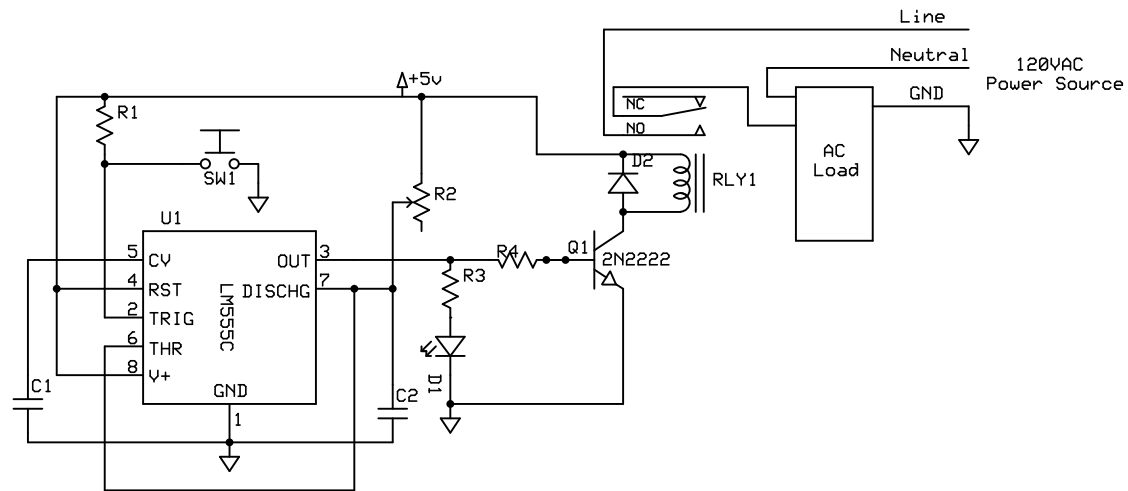 Line
Neutral
120VAC
Power Source
GND
+5v
R1
NC
NO
SW1
D2
RLY1
AC
Load
R2
U1
5
CV
OUT
3
R4
Q1
2N2222
4
RST
DISCHG
7
R3
2
TRIG
LM555C
6
THR
8
V+
C1
GND
1
D1
C2